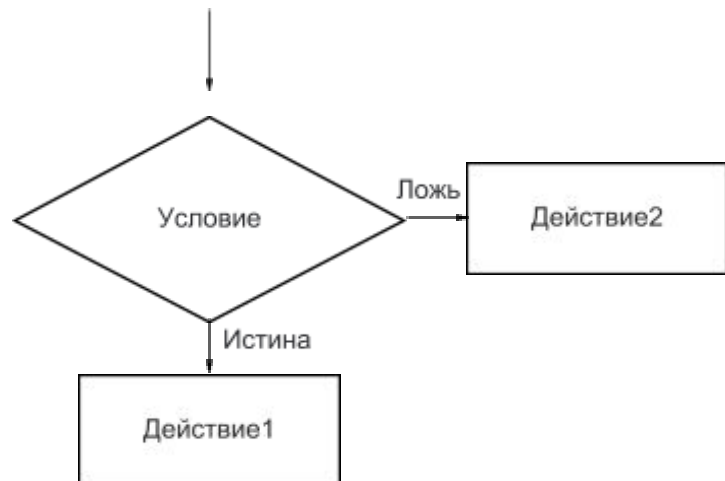 Условие
Ложь
Действие2
Истина
Действие1